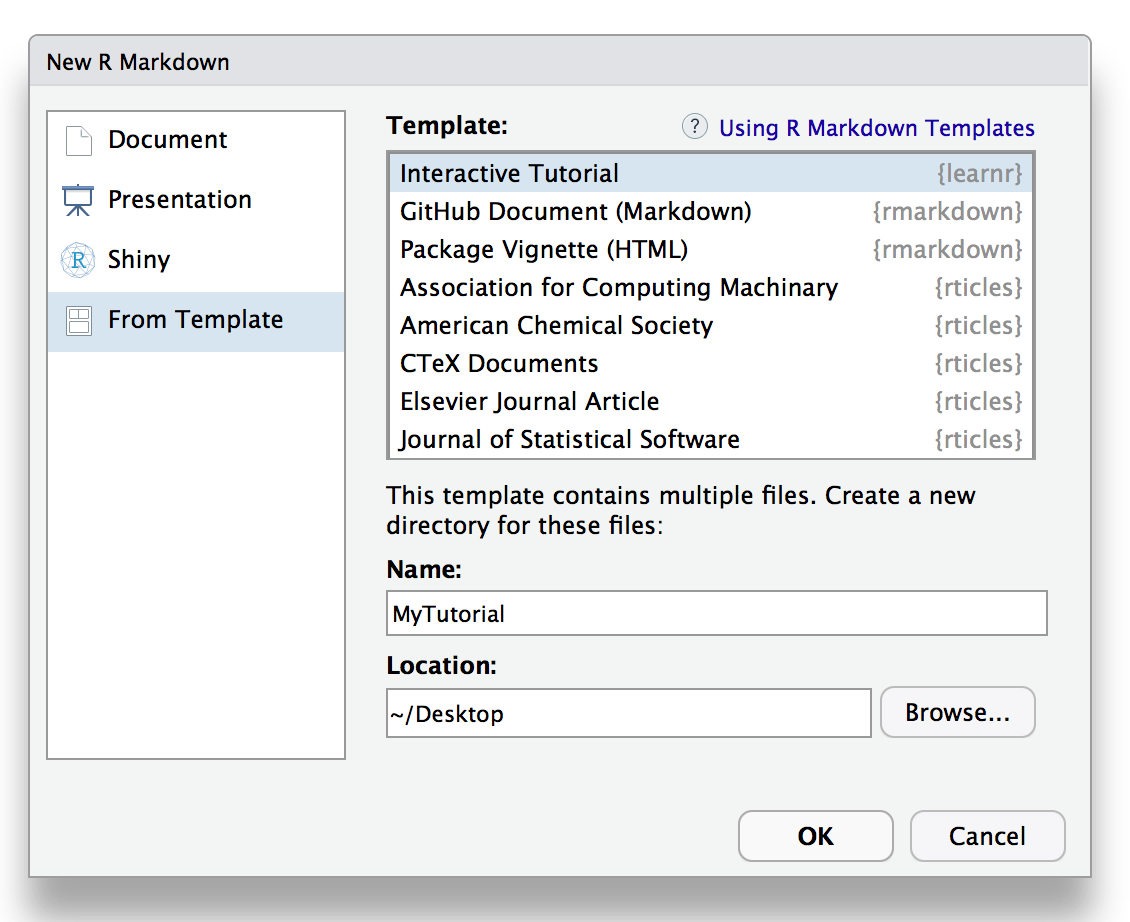 New R Markdown
Document
Presentation
R Shiny
From Template
Template:
? Using R Markdown Templates
Interactive Tutorial {learnr}
GitHub Document (Markdown) {rmarkdown}
Package Vignette (HTML) {rmarkdown}
Association for Computing Machinary {rticles}
American Chemical Society {rticles}
CTeX Documents {rticles}
Elsevier Journal Article {rticles}
Journal of Statistical Software {rticles}
This template contains multiple files. Create a new
directory for these files:
Name:
MyTutorial
Location:
~/Desktop
Browse...
OK
Cancel